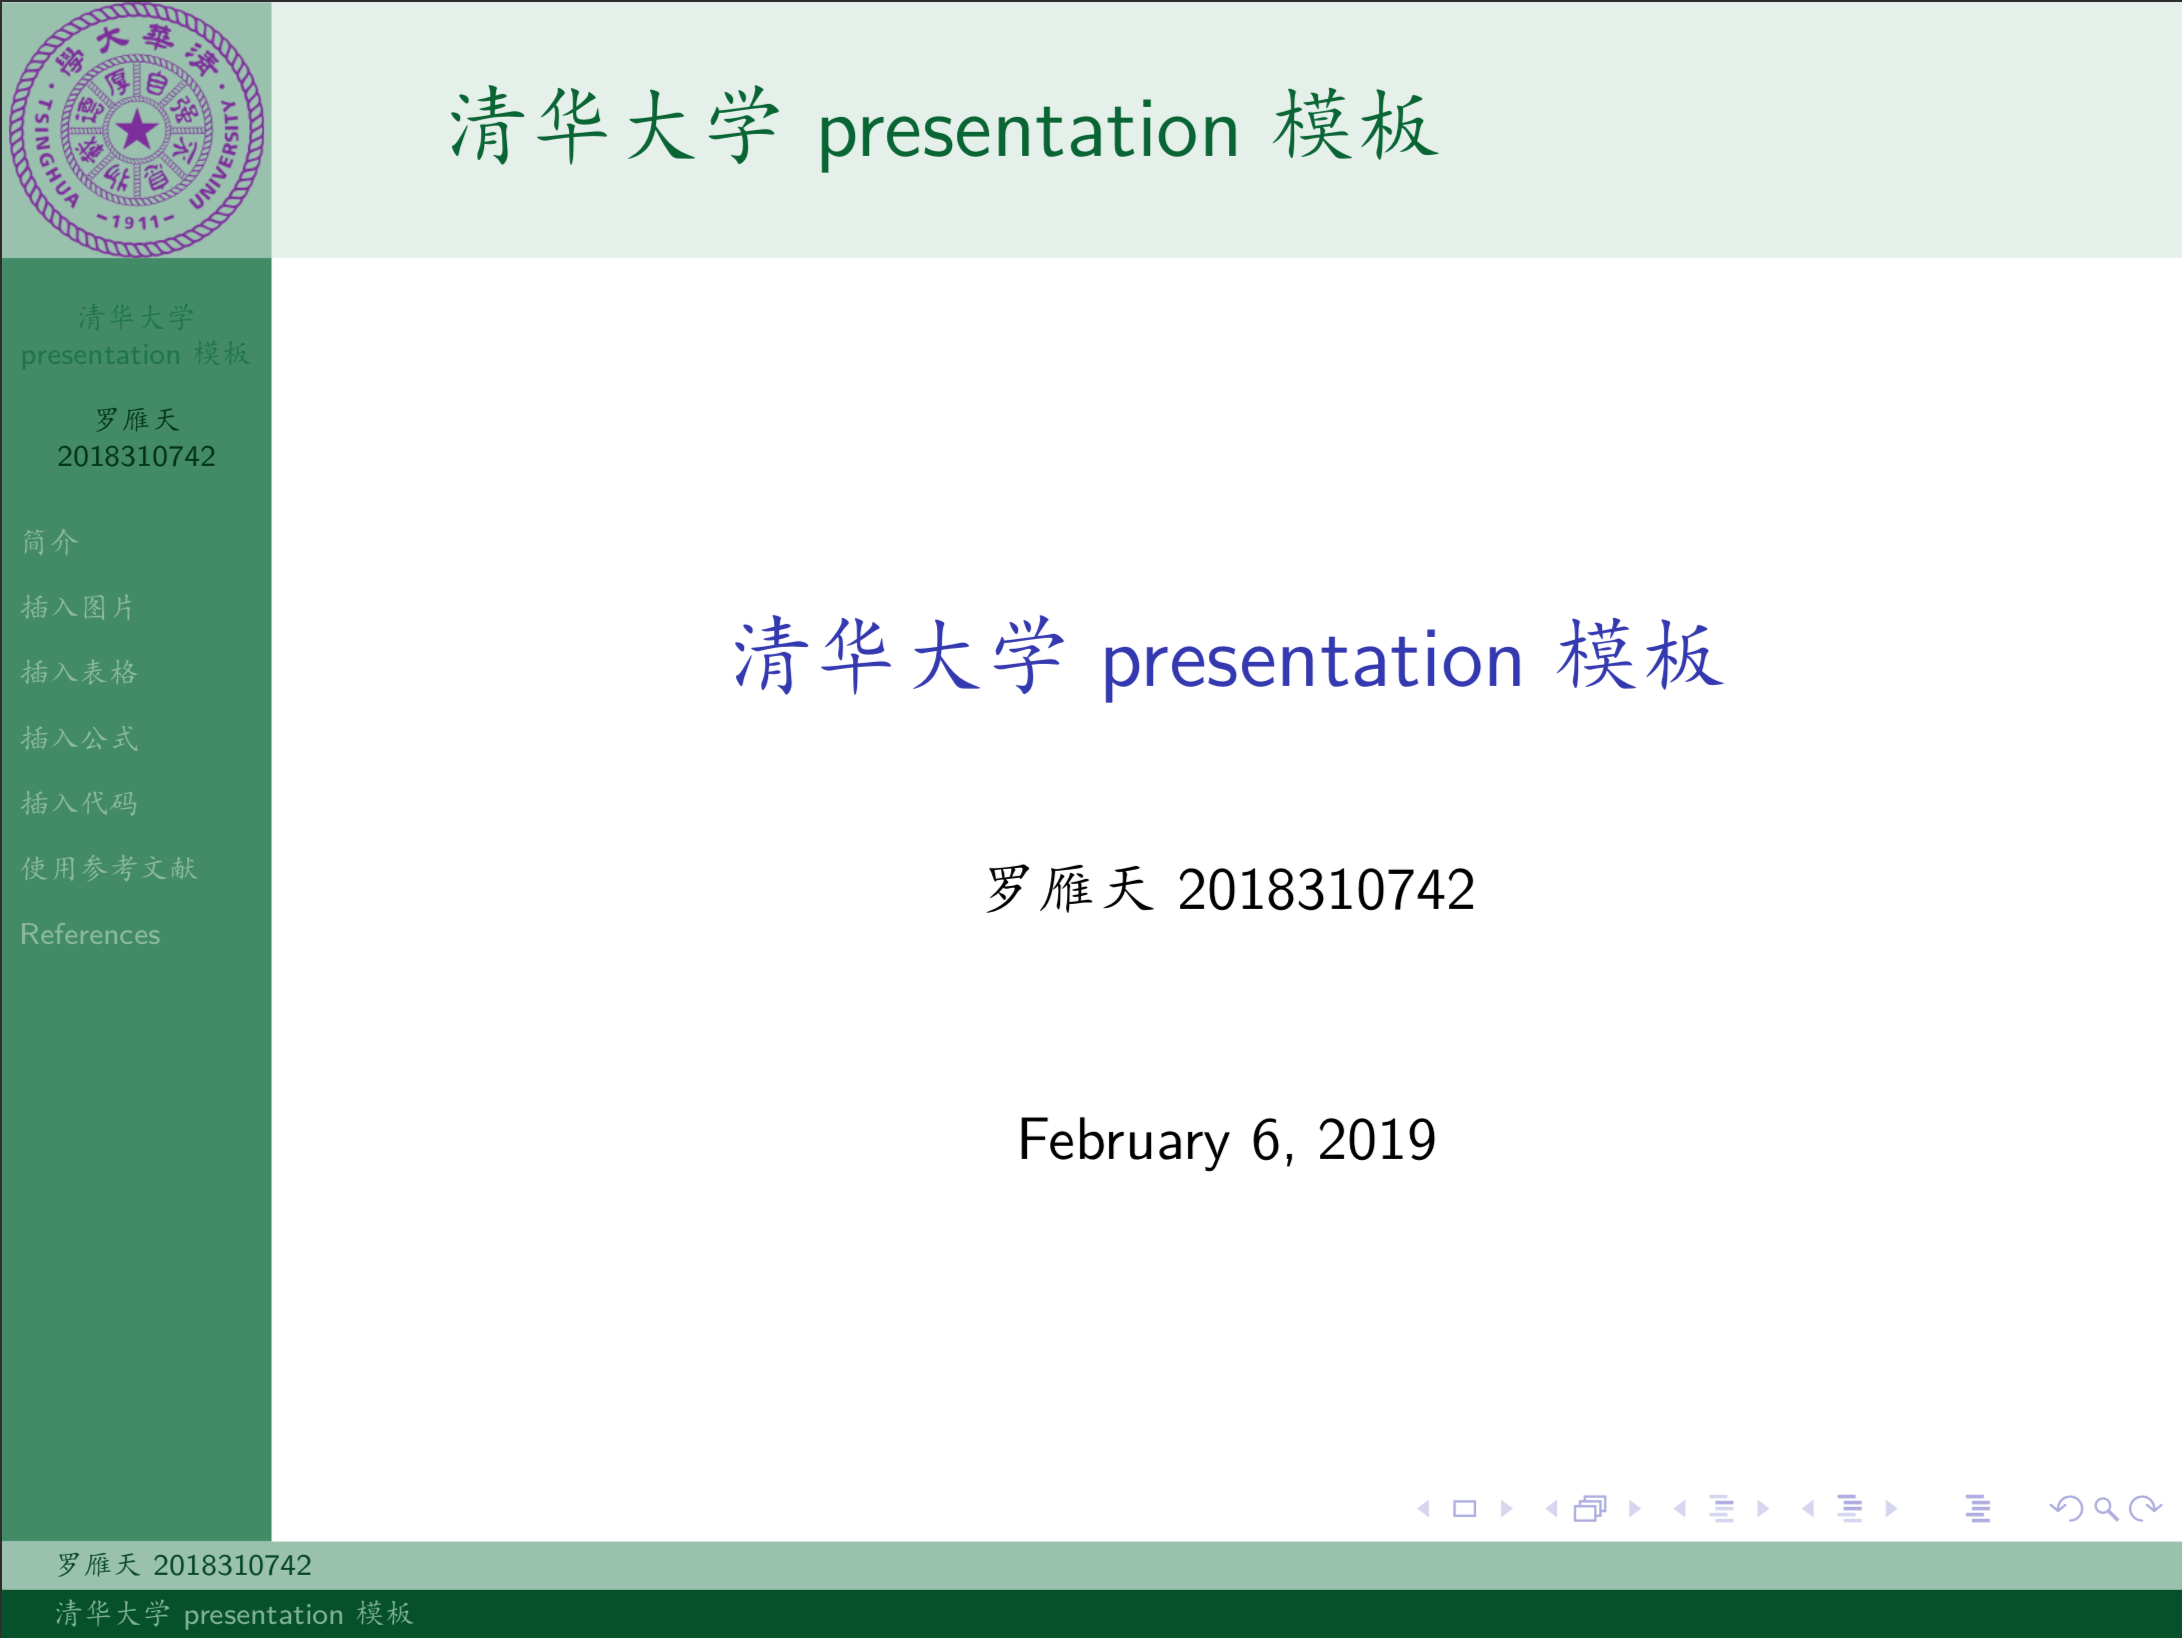 清華大學
·TSINGHUA -1911- UNIVERSITY·
自强不息
厚德载物
清华大学 presentation 模板
清华大学
presentation 模板
罗雁天
2018310742
简介
插入图片
插入表格
插入公式
插入代码
使用参考文献
References
清华大学 presentation 模板
罗雁天 2018310742
February 6, 2019
罗雁天 2018310742
清华大学 presentation 模板